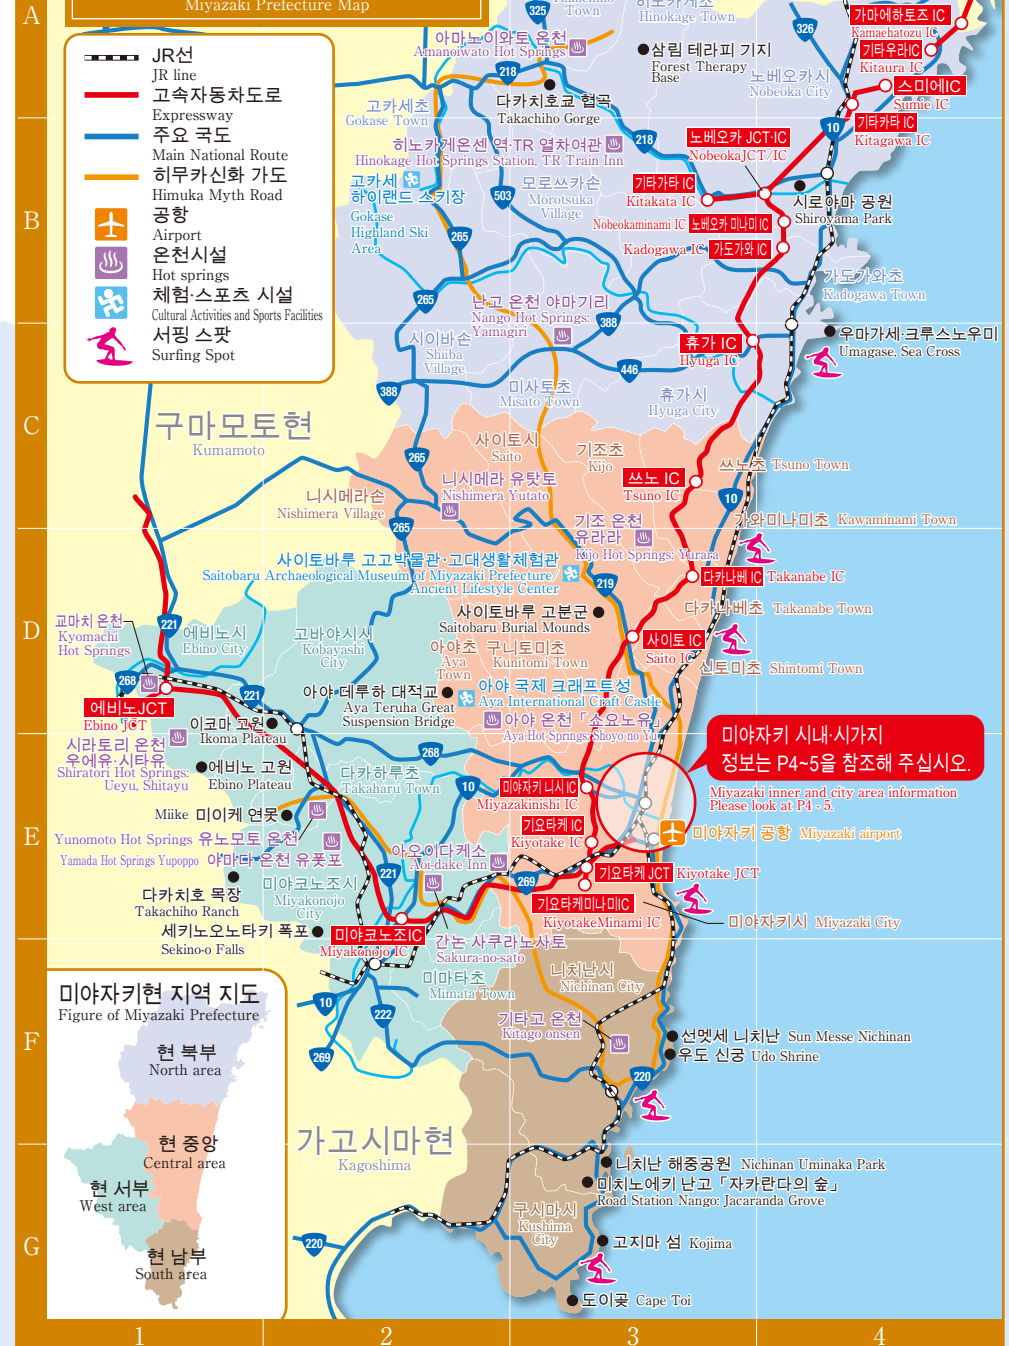 Miyazaki Prefecture Map
A
B
C
D
E
F
G
1
2
3
4
JR선
JR line
고속자동차도로
Expressway
주요 국도
Main National Route
히무카신화 가도
Himuka Myth Road
공항
Airport
온천시설
Hot springs
체험·스포츠 시설
Cultural Activities and Sports Facilities
서핑 스팟
Surfing Spot
325
Town
Hinokage Town
326
가마에하토즈 IC
Kamaehatozu IC
기타우라IC
Kitaura IC
스미에IC
Sumie IC
기타카타 IC
Kitagawa IC
아마노이와토 온천
Amanoiwato Hot Springs
삼림 테라피 기지
Forest Therapy
Base
노베오카시
Nobeoka City
218
다카치호쿄 협곡
Takachiho Gorge
고카세초
Gokase Town
히노카게온센 역·TR 열차여관
Hinokage Hot Springs Station, TR Train Inn
218
노베오카 JCT·IC
NobeokaJCT/IC
10
고카세
하이랜드 스키장
Gokase
Highland Ski
Area
503
모로쓰카손
Morotsuka
Village
기타가타 IC
Kitakata IC
시로야마 공원
Shiroyama Park
Nobeokaminami IC
노베오카 미나미 IC
Kadogawa IC
가도가와 IC
265
가도가와초
Kadogawa Town
265
난고 온천 야마기리
Nango Hot Springs:
Yamagiri
388
시이바손
Shiiba
Village
휴가 IC
Hyuga IC
우마가세·크루스노우미
Umagase, Sea Cross
446
388
미사토초
Misato Town
휴가시
Hyuga City
구마모토현
Kumamoto
사이토시
Saito
기조초
Kijo
265
쓰노초 Tsuno Town
니시메라 유탓토
Nishimera Yutato
쓰노 IC
Tsuno IC
니시메라손
Nishimera Village
10
265
기조 온천
유라라
Kijo Hot Springs: Yurara
가와미나미초 Kawaminami Town
사이토바루 고고박물관·고대생활체험관
Saitobaru Archaeological Museum of Miyazaki Prefecture/
Ancient Lifestyle Center
219
다카나베 IC Takanabe IC
사이토바루 고분군
Saitobaru Burial Mounds
다카나베초 Takanabe Town
교마치 온천
Kyomachi
Hot Springs
221
에비노시
Ebino City
고바야시시
Kobayashi
City
아야초
Aya
Town
구니토미초
Kunitomi Town
사이토 IC
Saito IC
신토미초 Shintomi Town
268
221
에비노JCT
Ebino JCT
아야 데루하 대적교
Aya Teruha Great
Suspension Bridge
아야 국제 크래프트성
Aya International Craft Castle
아야 온천「쇼요노유」
Aya Hot Springs: Shoyo no Yu
이코마 고원
Ikoma Plateau
시라토리 온천
우에유·시타유
Shiratori Hot Springs:
Ueyu, Shitayu
에비노 고원
Ebino Plateau
268
미야자키 시내·시가지
정보는 P4~5을 참조해 주십시오.
Miyazaki inner and city area information
Please look at P4 - 5.
다카하루초
Takaharu Town
10
미야자키 니시 IC
Miyazakinishi IC
Miike 미이케 연못
기요타케 IC
Kiyotake IC
미야자키 공항 Miyazaki airport
Yunomoto Hot Springs 유노모토 온천
Yamada Hot Springs Yupoppo 야마다 온천 유폿포
아오이다케소
Aoi-dake Inn
221
269
기요타케 JCT Kiyotake JCT
다카치호 목장
Takachiho Ranch
미야코노조시
Miyakonojo
City
기요타케미나미IC
KiyotakeMinami IC
미야자키시 Miyazaki City
세키노오노타키 폭포
Sekino-o Falls
미야코노조IC
Miyakonojo IC
간논 사쿠라노사토
Sakura-no-sato
미마타초
Mimata Town
니치난시
Nichinan City
미야자키현 지역 지도
Figure of Miyazaki Prefecture
현 북부
North area
현 중앙
Central area
현 서부
West area
현 남부
South area
10
222
269
기타고 온천
Kitago onsen
선멧세 니치난 Sun Messe Nichinan
우도 신궁 Udo Shrine
220
가고시마현
Kagoshima
니치난 해중공원 Nichinan Uminaka Park
미치노에키 난고「자카란다의 숲」
Road Station Nango: Jacaranda Grove
구시마시
Kushima
City
220
고지마 섬 Kojima
도이곶 Cape Toi